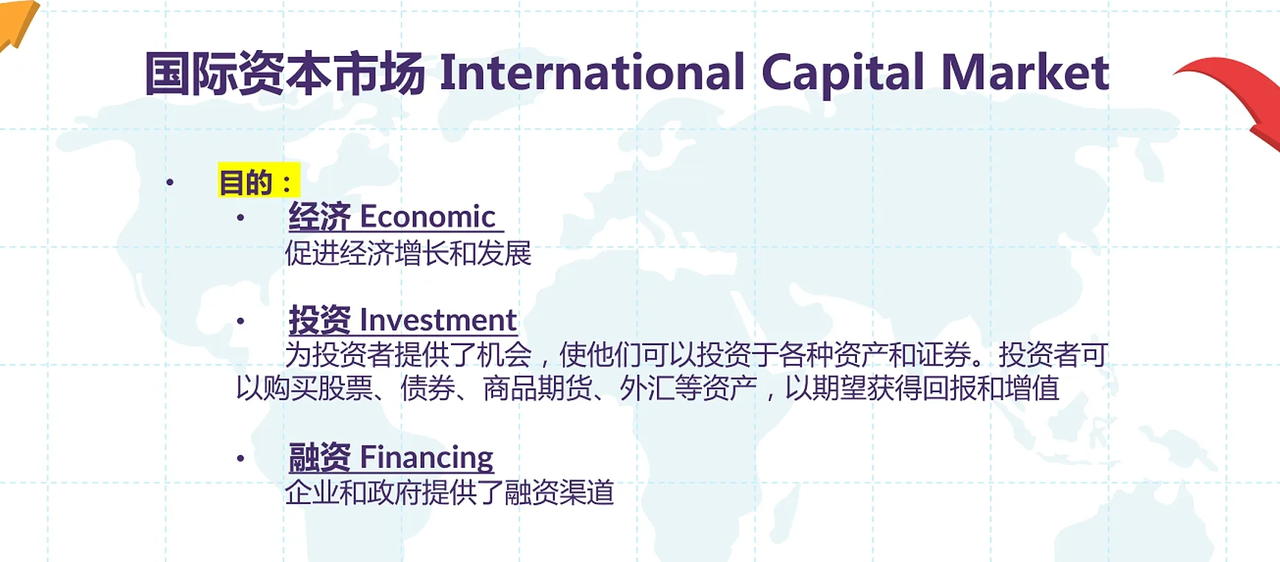 国际资本市场 International Capital Market
• 目的：
• 经济 Economic
促进经济增长和发展
• 投资 Investment
为投资者提供了机会，使他们可以投资于各种资产和证券。投资者可
以购买股票、债券、商品期货、外汇等资产，以期望获得回报和增值
• 融资 Financing
企业和政府提供了融资渠道